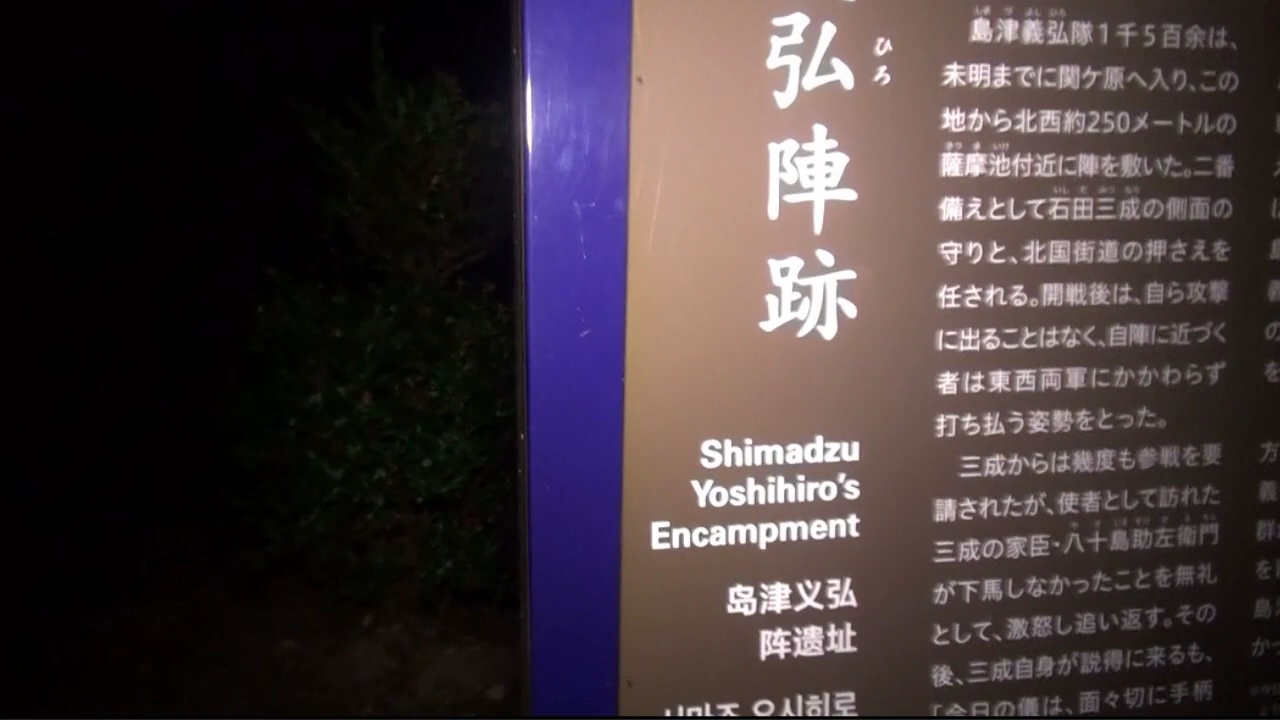 弘陣跡
ひろ
Shimadzu
Yoshihiro's
Encampment
岛津义弘
阵遗址
시마즈 요시히로
島津義弘隊1千5百余は、
未明までに関ケ原へ入り、この
地から北西約250メートルの
薩摩池付近に陣を敷いた。二番
備えとして石田三成の側面の
守りと、北国街道の押さえを
任される。開戦後は、自ら攻撃
に出ることはなく、自陣に近づく
者は東西両軍にかかわらず
打ち払う姿勢をとった。
三成からは幾度も参戦を要
請されたが、使者として訪れた
三成の家臣・八十島助左衛門
が下馬しなかったことを無礼
として、激怒し追い返す。その
後、三成自身が説得に来るも、
「今日の儀は、面々切に手柄